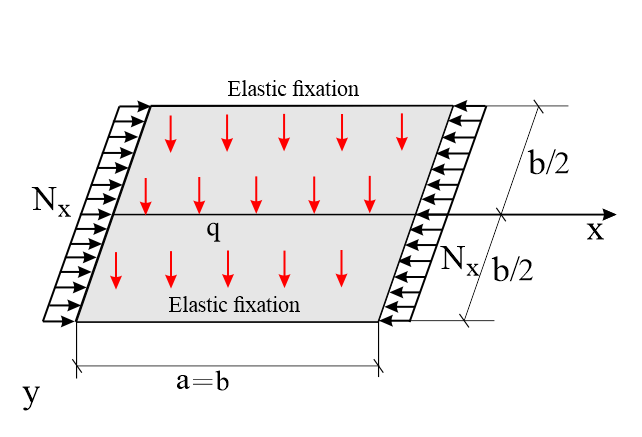 Elastic fixation
b/2
Nx
x
q
Nx
b/2
Elastic fixation
a=b
y